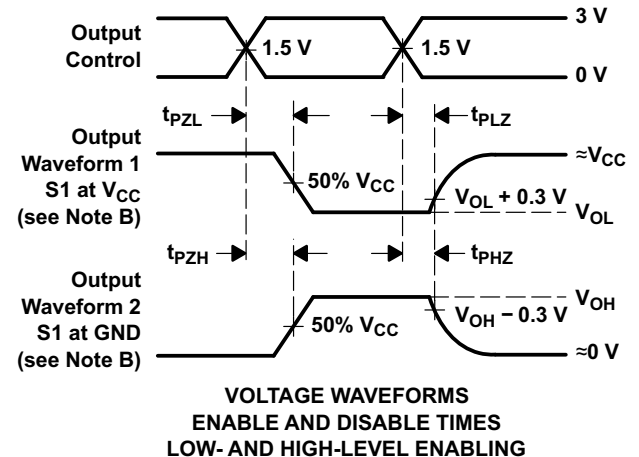 3 V
Output
Control
1.5 V
1.5 V
0 V
tPZL
tPLZ
Output
Waveform 1
S1 at VCC
(see Note B)
≈VCC
50% VCC
VOL + 0.3 V
VOL
tPZH
tPHZ
Output
Waveform 2
S1 at GND
(see Note B)
VOH
50% VCC
VOH − 0.3 V
≈0 V
VOLTAGE WAVEFORMS
ENABLE AND DISABLE TIMES
LOW- AND HIGH-LEVEL ENABLING